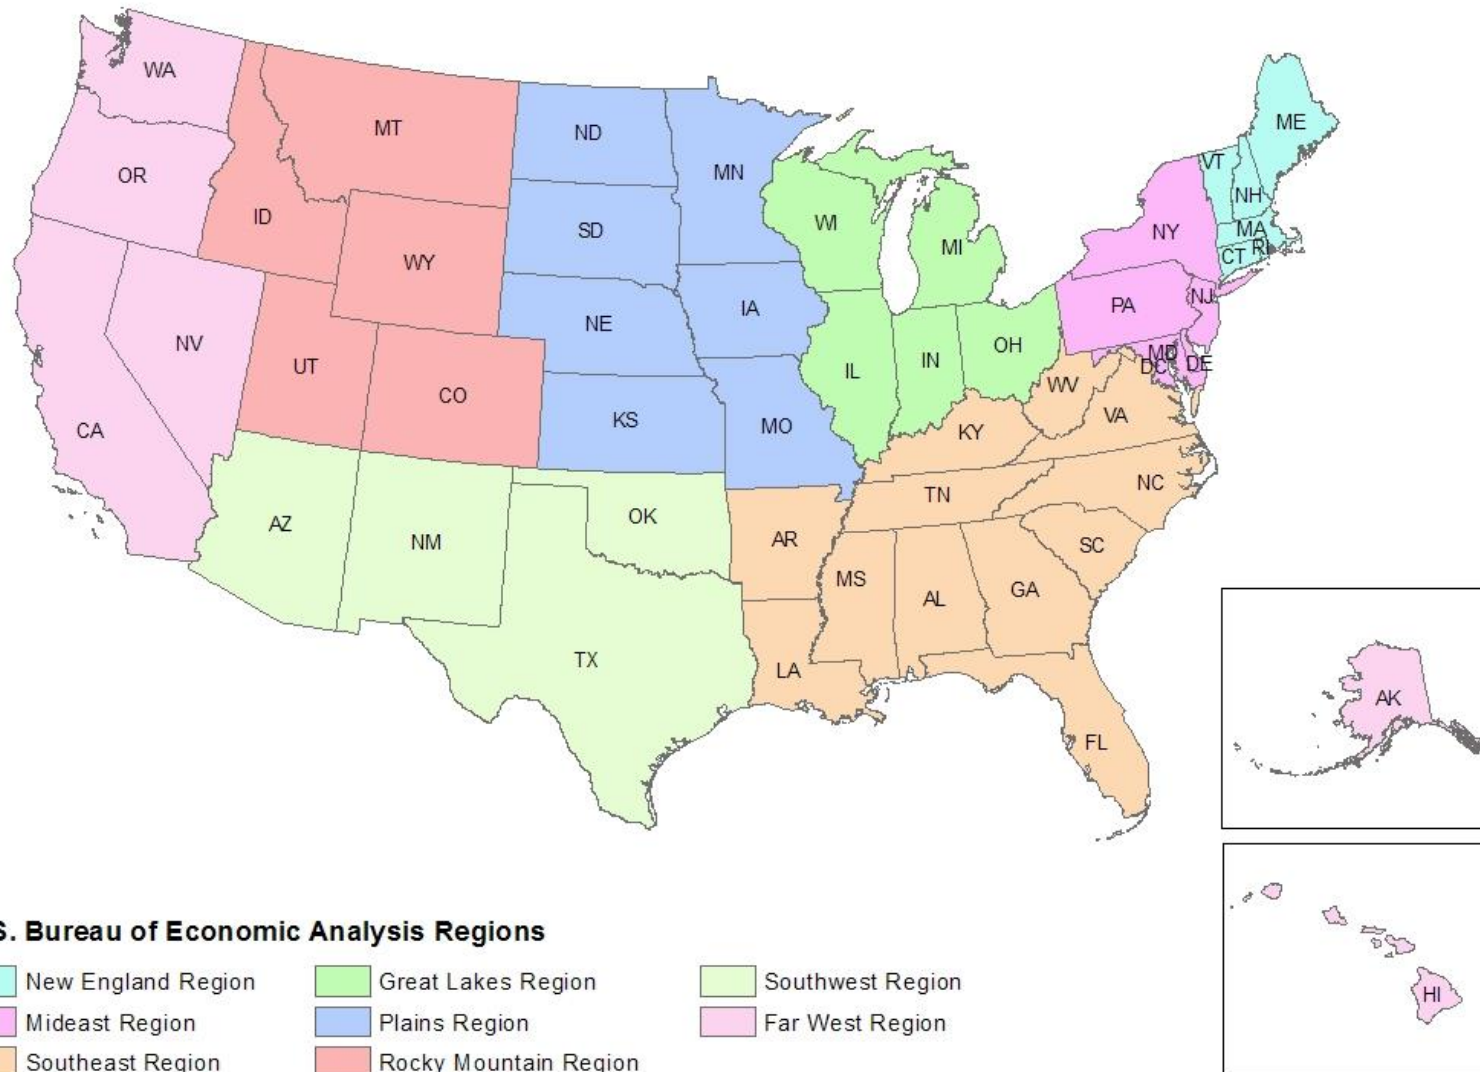 WA
MT
ND
ME
MN
OR
VT
NH
ID
WI
SD
NY
MA
MI
RI
CT
WY
NJ
PA
IA
NE
NV
OH
MD
IN
DE
DC
UT
IL
WV
CO
VA
KS
MO
CA
KY
NC
TN
OK
AZ
AR
NM
SC
MS
GA
AL
TX
LA
AK
FL
S. Bureau of Economic Analysis Regions
New England Region
Great Lakes Region
Southwest Region
Mideast Region
Plains Region
Far West Region
Southeast Region
Rocky Mountain Region
HI